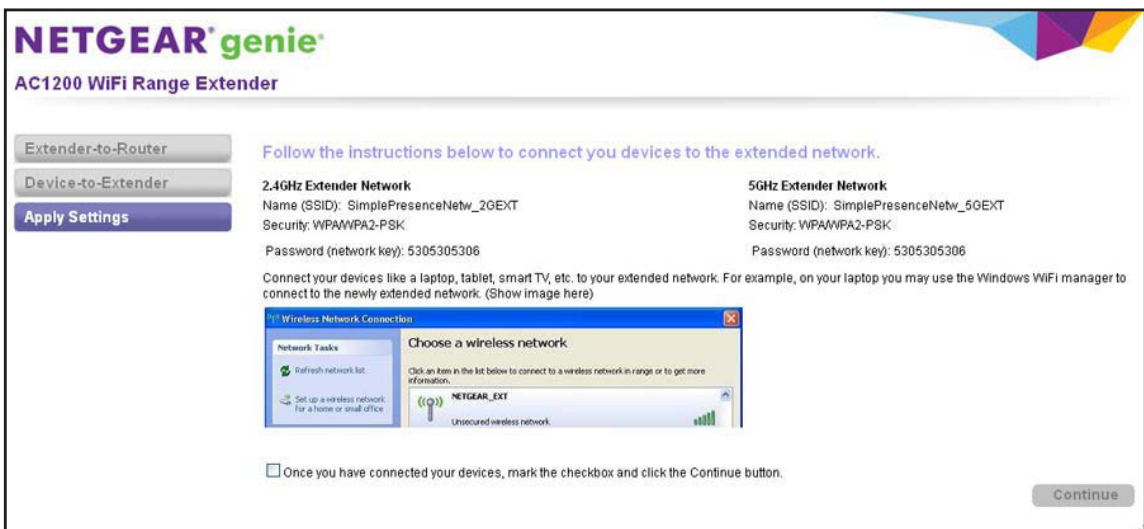 NETGEAR® genie®
AC1200 WiFi Range Extender
Extender-to-Router
Device-to-Extender
Apply Settings
Follow the instructions below to connect you devices to the extended network.
2.4GHz Extender Network
Name (SSID): SimplePresenceNetw_2GEXT
Security: WPA/WPA2-PSK
Password (network key): 5305305306
5GHz Extender Network
Name (SSID): SimplePresenceNetw_5GEXT
Security: WPA/WPA2-PSK
Password (network key): 5305305306
Connect your devices like a laptop, tablet, smart TV, etc. to your extended network. For example, on your laptop you may use the Windows WiFi manager to
connect to the newly extended network. (Show image here)
Wireless Network Connection
Network Tasks
Refresh network list
Set up a wireless network
for a home or small office
Choose a wireless network
Click an item in the list below to connect to a wireless network in range or to get more
information.
NETGEAR_EXT
Unsecured wireless network
Once you have connected your devices, mark the checkbox and click the Continue button.
Continue